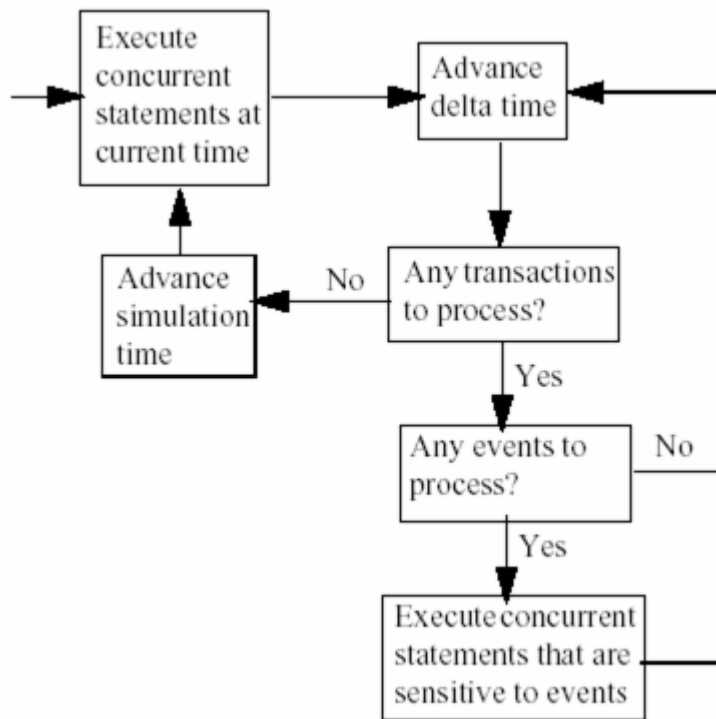 Execute
concurrent
statements at
current time
Advance
delta time
Advance
simulation
time
No
Any transactions
to process?
Yes
Any events to
process?
No
Yes
Execute concurrent
statements that are
sensitive to events